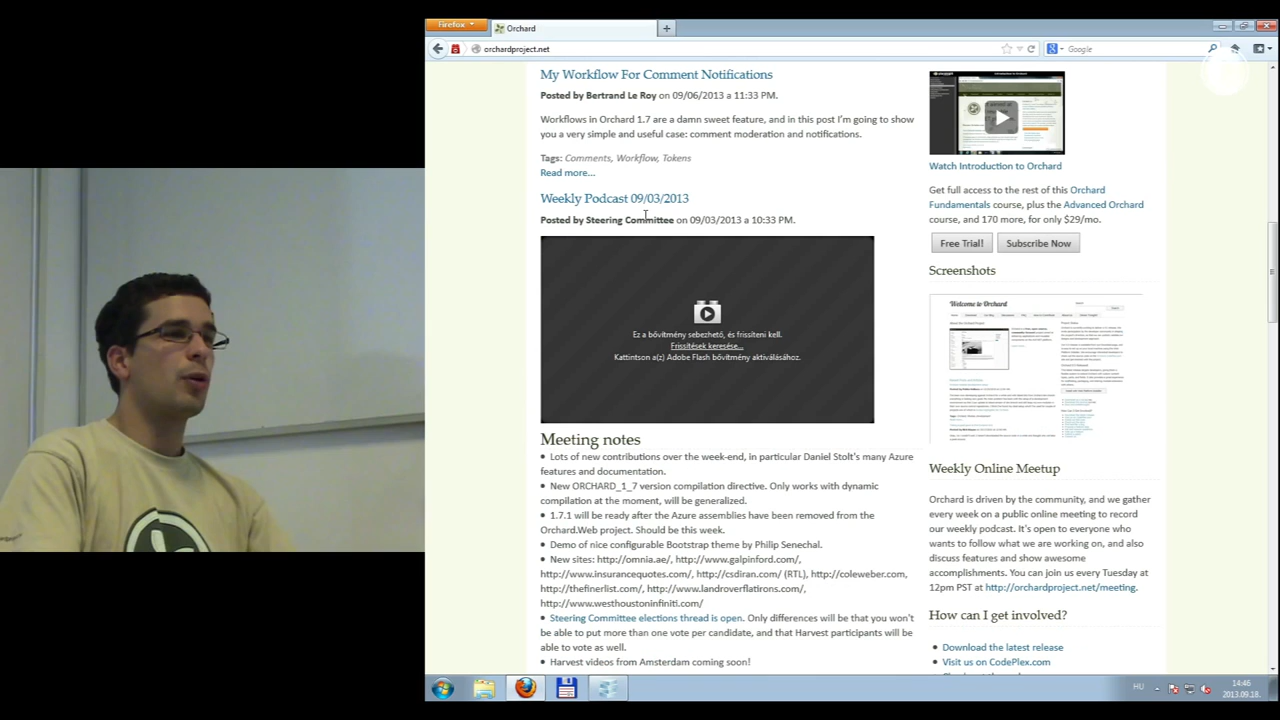 Firefox
Orchard
orchardproject.net
Google
My Workflow For Comment Notifications
Posted by Bertrand Le Roy on 09/06/2013 a 11:33 PM.
Workflows in Orchard 1.7 are a damn sweet feature, and in this post I'm going to show
you a very simple and useful case: comment moderation and notifications.
Tags: Comments, Workflow, Tokens
Read more...
Weekly Podcast 09/03/2013
Posted by Steering Committee on 09/03/2013 a 10:33 PM.
Ez a bővítmény sebezhető, és frissíteni kell.
Frissítések keresése...
Kattintson a(z) Adobe Flash bővítmény aktiválásához.
Meeting notes
• Lots of new contributions over the week-end, in particular Daniel Stolt's many Azure
features and documentation.
• New ORCHARD_1_7 version compilation directive. Only works with dynamic
compilation at the moment, will be generalized.
• 1.7.1 will be ready after the Azure assemblies have been removed from the
Orchard.Web project. Should be this week.
• Demo of nice configurable Bootstrap theme by Philip Senechal.
• New sites: http://omnia.ae/, http://www.galpinford.com/,
http://www.insurancequotes.com/, http://csdiran.com/ (RTL), http://coleweber.com,
http://thefinerlist.com/, http://www.landroverflatirons.com/,
http://www.westhoustoninfiniti.com/
• Steering Committee elections thread is open. Only differences will be that you won't
be able to put more than one vote per candidate, and that Harvest participants will be
able to vote as well.
• Harvest videos from Amsterdam coming soon!
Watch Introduction to Orchard
Get full access to the rest of this Orchard
Fundamentals course, plus the Advanced Orchard
course, and 170 more, for only $29/mo.
Free Trial! Subscribe Now
Screenshots
Welcome to Orchard
Weekly Online Meetup
Orchard is driven by the community, and we gather
every week on a public online meeting to record
our weekly podcast. It's open to everyone who
wants to follow what we are working on, and also
discuss features and show awesome
accomplishments. You can join us every Tuesday at
12pm PST at http://orchardproject.net/meeting.
How can I get involved?
• Download the latest release
• Visit us on CodePlex.com
HU
14:46
2013.09.18.